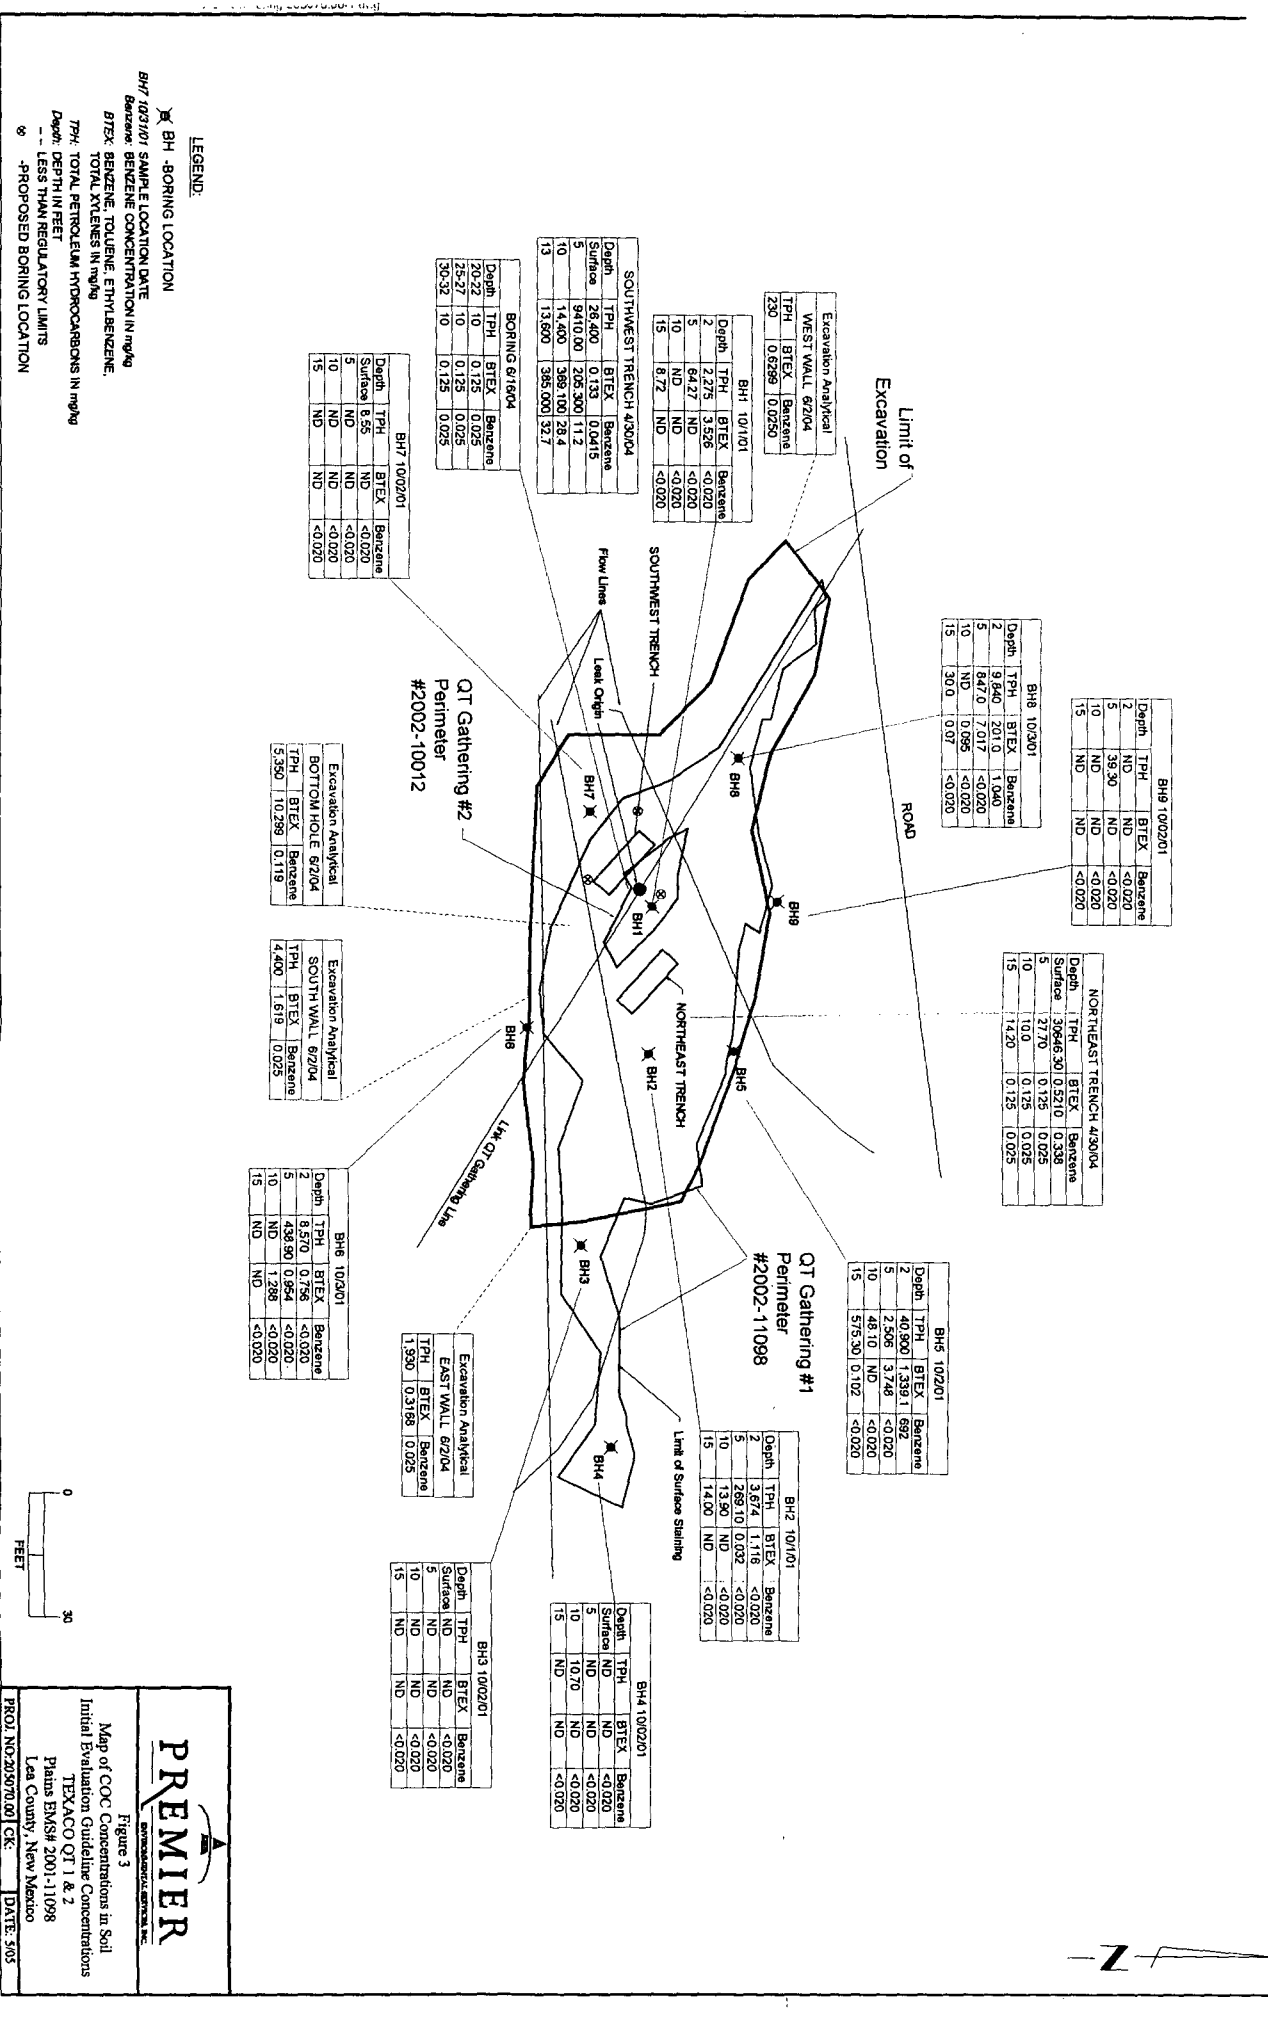 LEGEND:
BH -BORING LOCATION
BH7 10/31/01 SAMPLE LOCATION DATE
Benzene: BENZENE CONCENTRATION IN mg/kg
BTEX: BENZENE, TOLUENE, ETHYLBENZENE,
TOTAL XYLENES IN mg/kg
TPH: TOTAL PETROLEUM HYDROCARBONS IN mg/kg
Depth: DEPTH IN FEET
-- LESS THAN REGULATORY LIMITS
-PROPOSED BORING LOCATION
BH9 10/02/01
Depth TPH BTEX Benzene
2 ND ND <0.020
5 39.30 ND <0.020
10 ND ND <0.020
15 ND ND <0.020
NORTHEAST TRENCH 4/30/04
Depth TPH BTEX Benzene
Surface 30646.30 0.5210 0.338
5 27.70 0.125 0.025
10 10.0 0.125 0.025
15 14.20 0.125 0.025
BH8 10/3/01
Depth TPH BTEX Benzene
2 9,640 201.0 1.040
5 847.0 7.017 <0.020
10 ND 0.095 <0.020
15 30.0 0.07 <0.020
BH5 10/2/01
Depth TPH BTEX Benzene
2 40,900 1,339.1 692
5 2,506 3.748 <0.020
10 48.10 ND <0.020
15 575.30 0.102 <0.020
Limit of
Excavation
ROAD
Excavation Analytical
WEST WALL 6/2/04
TPH BTEX Benzene
230 0.6299 0.0250
BH1 10/1/01
Depth TPH BTEX Benzene
2 2,275 3.526 <0.020
5 64.27 ND <0.020
10 ND ND <0.020
15 8.72 ND <0.020
QT Gathering #1
Perimeter
#2002-11098
BH2 10/1/01
Depth TPH BTEX Benzene
2 3,674 1.116 <0.020
5 269.10 0.032 <0.020
10 13.90 ND <0.020
15 14.00 ND <0.020
SOUTHWEST TRENCH 4/30/04
Depth TPH BTEX Benzene
Surface 26,400 0.133 0.0415
5 9410.00 205.300 11.2
10 14,400 369.100 28.4
13 13,600 385.000 32.7
SOUTHWEST TRENCH
NORTHEAST TRENCH
Limit of Surface Staining
Flow Lines
Leak Origin
BH8
BH9
BH5
BH7
BH1
BH2
BH6
BH3
BH4
BH4 10/02/01
Depth TPH BTEX Benzene
Surface ND ND <0.020
5 ND ND <0.020
10 10.70 ND <0.020
15 ND ND <0.020
BORING 6/16/04
Depth TPH BTEX Benzene
20-22 10 0.125 0.025
25-27 10 0.125 0.025
30-32 10 0.125 0.025
QT Gathering #2
Perimeter
#2002-10012
Link QT Gathering Line
Excavation Analytical
EAST WALL 6/2/04
TPH BTEX Benzene
1,930 0.3168 0.025
BH3 10/02/01
Depth TPH BTEX Benzene
Surface ND ND <0.020
5 ND ND <0.020
10 ND ND <0.020
15 ND ND <0.020
BH7 10/02/01
Depth TPH BTEX Benzene
Surface 8.55 ND <0.020
5 ND ND <0.020
10 ND ND <0.020
15 ND ND <0.020
Excavation Analytical
BOTTOM HOLE 6/2/04
TPH BTEX Benzene
5,350 10.299 0.119
Excavation Analytical
SOUTH WALL 6/2/04
TPH BTEX Benzene
4,400 1.619 0.025
BH6 10/3/01
Depth TPH BTEX Benzene
2 8,570 0.756 <0.020
5 438.90 0.954 <0.020
10 ND 1.288 <0.020
15 ND ND <0.020
0 30
FEET
N
PREMIER
ENVIRONMENTAL SERVICES, INC.
Figure 3
Map of COC Concentrations in Soil
Initial Evaluation Guideline Concentrations
TEXACO QT 1 & 2
Plains EMS# 2001-11098
Lea County, New Mexico
PROJ. NO:205070.00 CK: DATE: 5/05